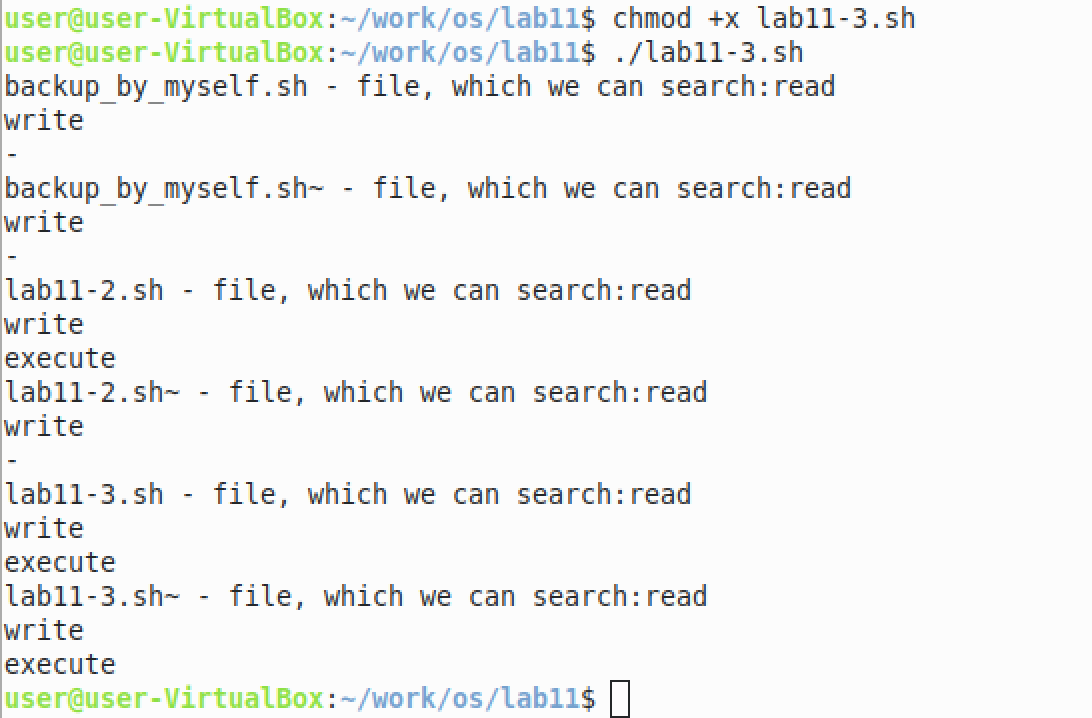 user@user-VirtualBox:~/work/os/lab11$ chmod +x lab11-3.sh
user@user-VirtualBox:~/work/os/lab11$ ./lab11-3.sh
backup_by_myself.sh - file, which we can search:read
write
-
backup_by_myself.sh~ - file, which we can search:read
write
-
lab11-2.sh - file, which we can search:read
write
execute
lab11-2.sh~ - file, which we can search:read
write
-
lab11-3.sh - file, which we can search:read
write
execute
lab11-3.sh~ - file, which we can search:read
write
execute
user@user-VirtualBox:~/work/os/lab11$